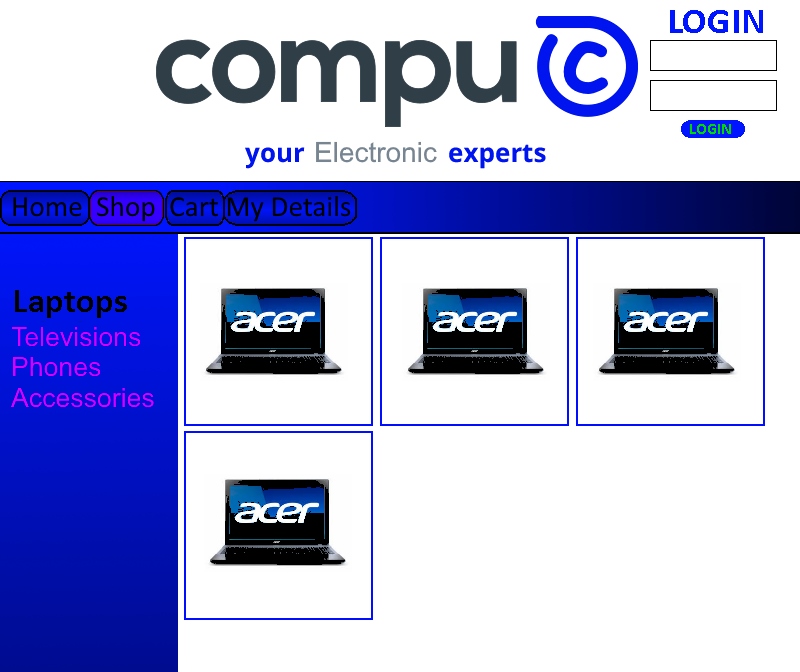 compu C
LOGIN
LOGIN
your Electronic experts
Home Shop Cart My Details
Laptops
Televisions
Phones
Accessories
acer acer acer
acer